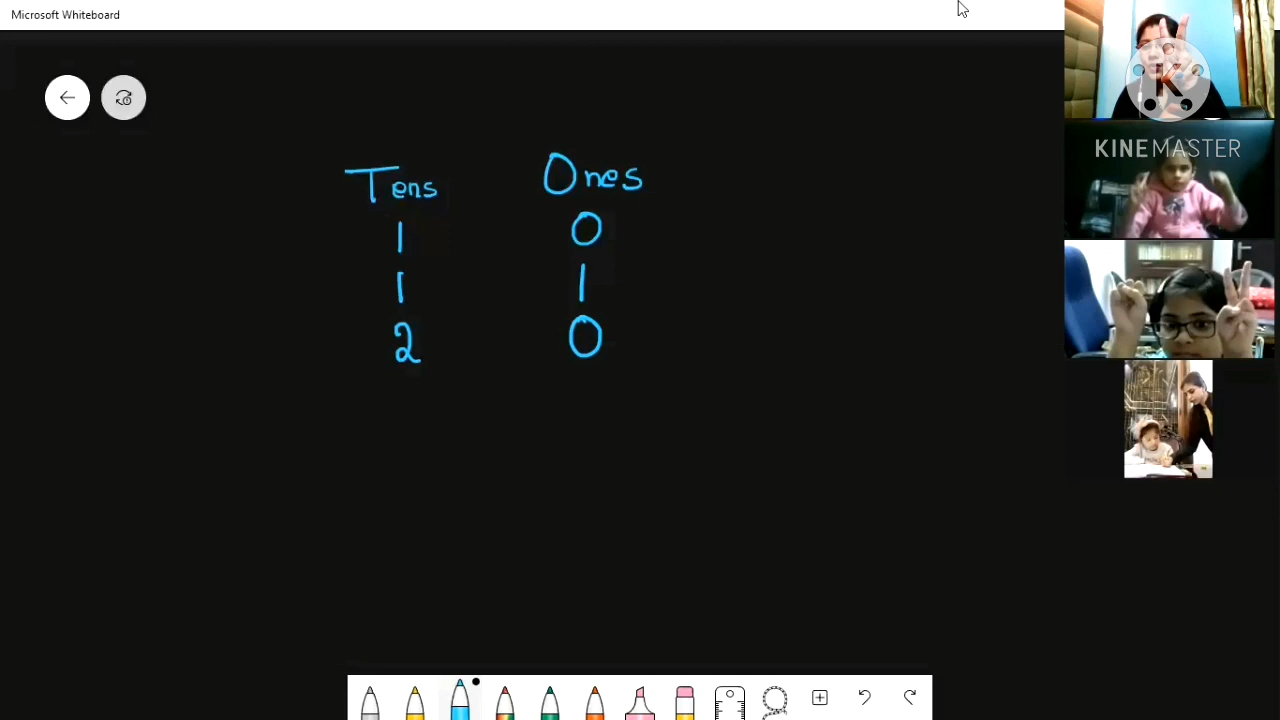 Microsoft Whiteboard
KINEMASTER
Tens Ones
1 0
1 1
2 0